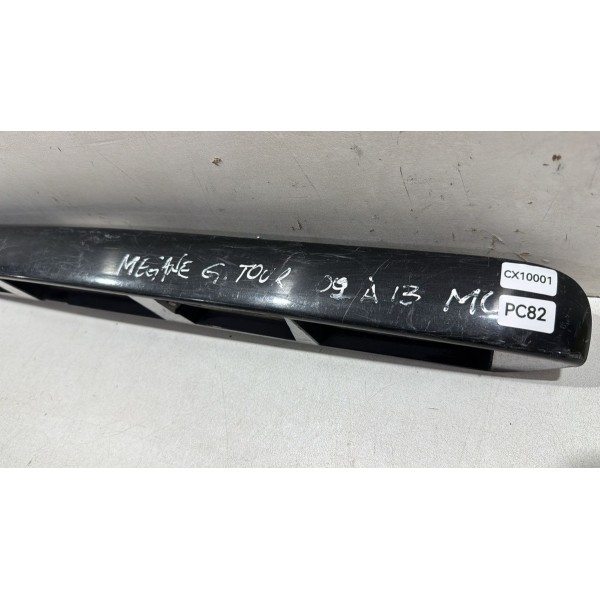 MEGANE G. TOUR 09 À 13 MC
CX10001
PC82